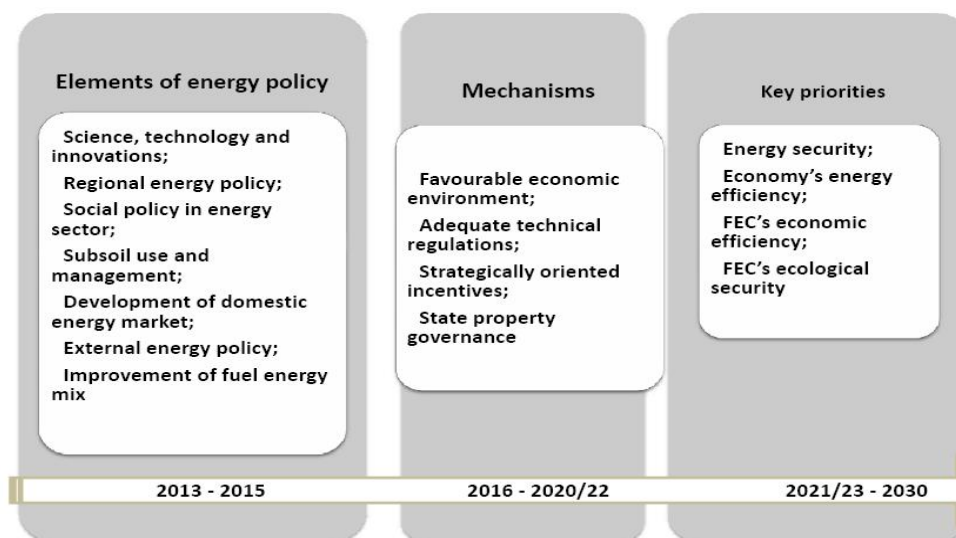 Elements of energy policy
Science, technology and
innovations;
Regional energy policy;
Social policy in energy
sector;
Subsoil use and
management;
Development of domestic
energy market;
External energy policy;
Improvement of fuel energy
mix
Mechanisms
Favourable economic
environment;
Adequate technical
regulations;
Strategically oriented
incentives;
State property
governance
Key priorities
Energy security;
Economy's energy
efficiency;
FEC's economic
efficiency;
FEC's ecological
security
2013 - 2015
2016 - 2020/22
2021/23 - 2030